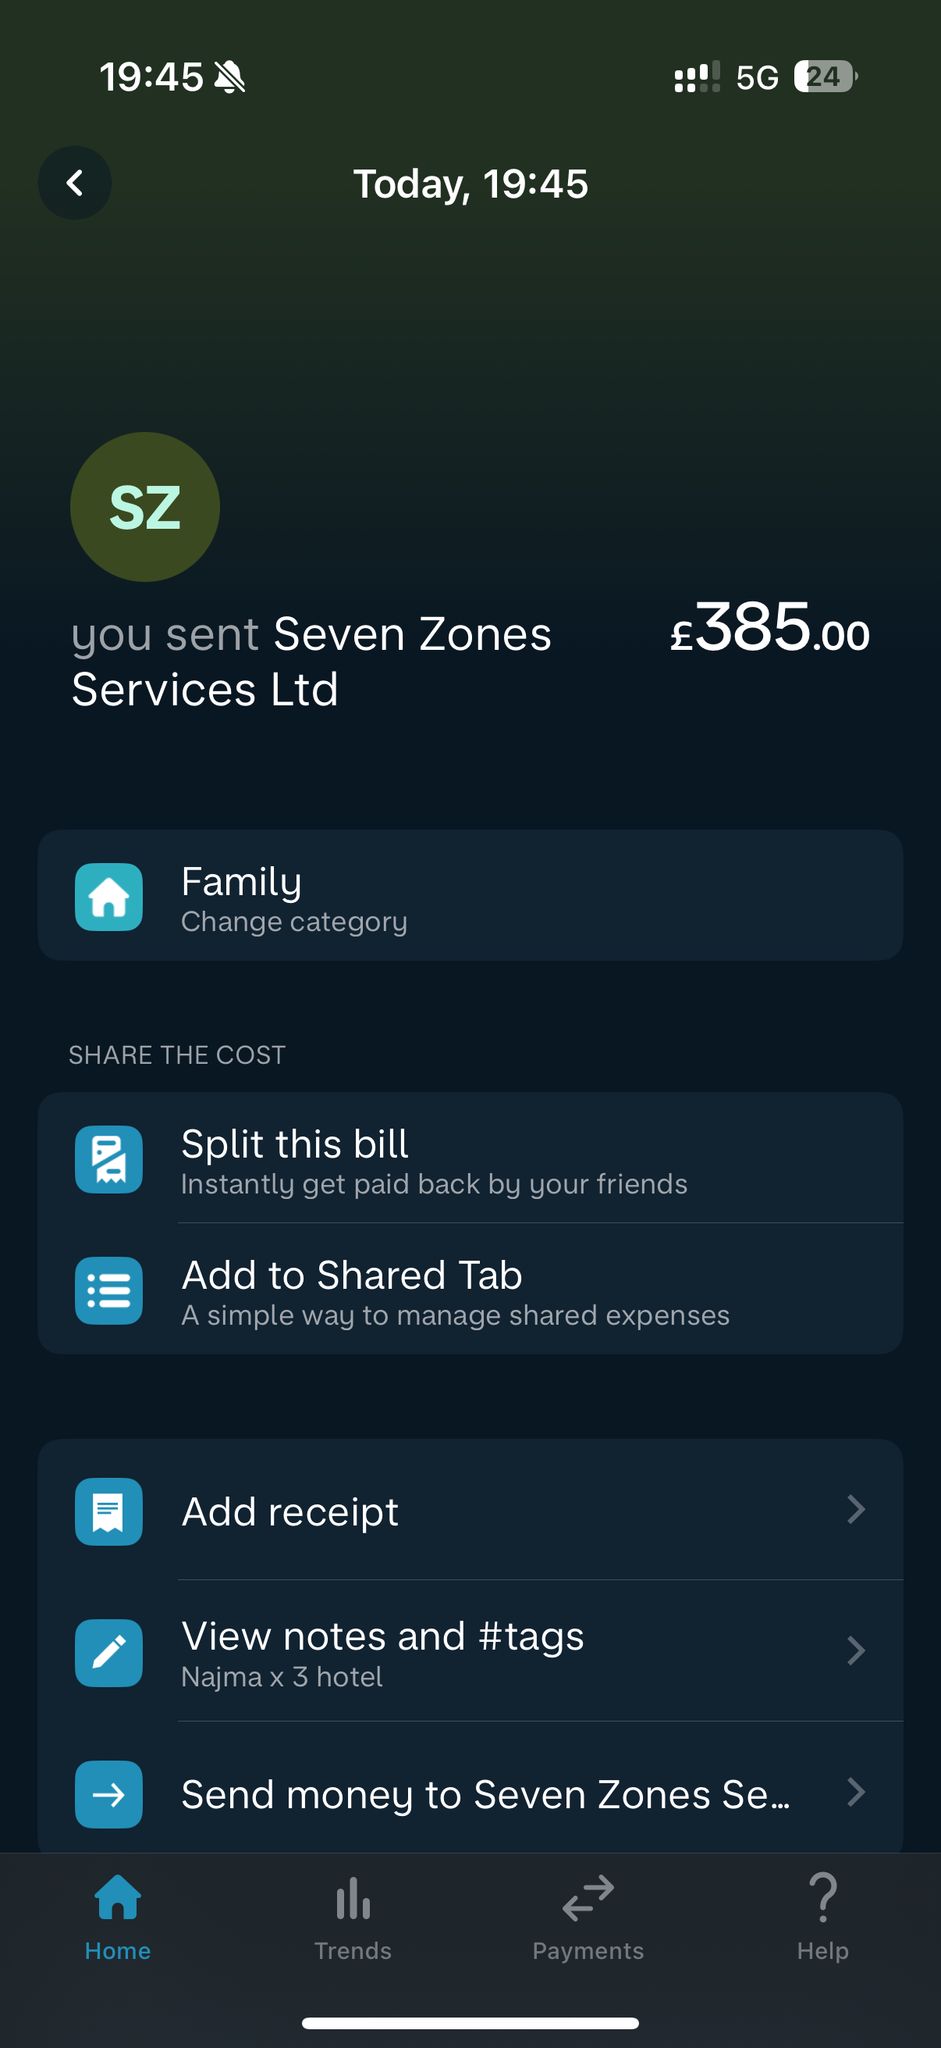 19:45
5G
24
Today, 19:45
SZ
you sent Seven Zones
Services Ltd
£385.00
Family
Change category
SHARE THE COST
Split this bill
Instantly get paid back by your friends
Add to Shared Tab
A simple way to manage shared expenses
Add receipt
View notes and #tags
Najma x 3 hotel
Send money to Seven Zones Se...
Home
Trends
Payments
Help